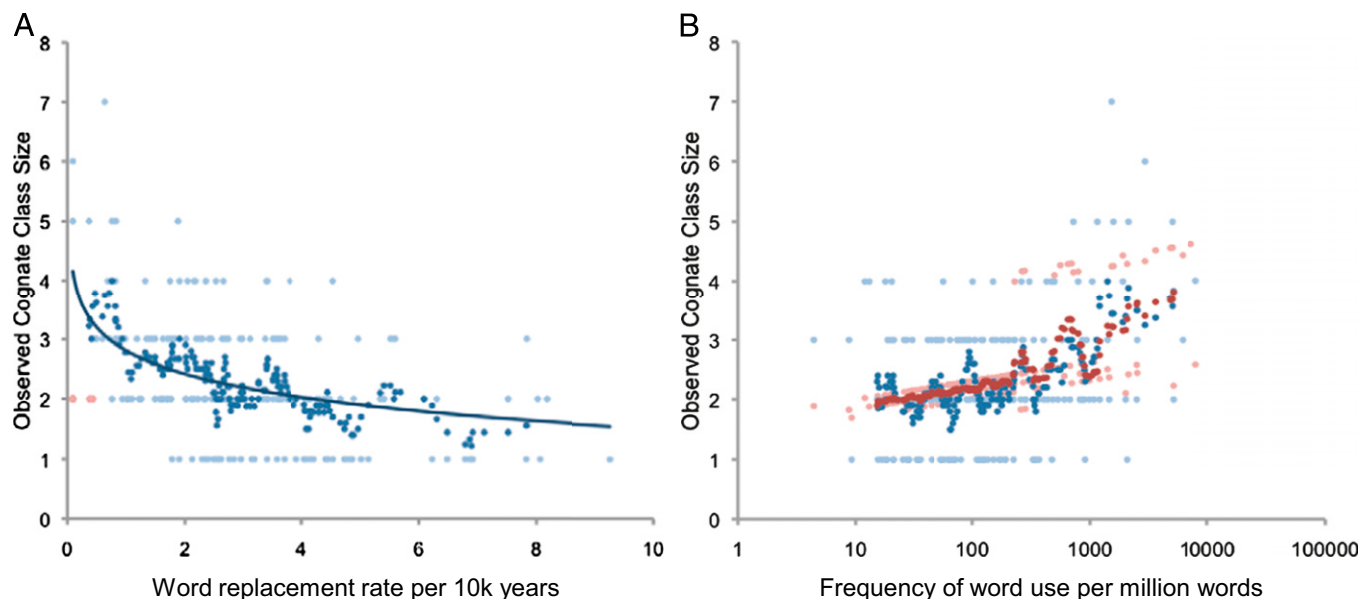 A
8
7
6
5
4
3
2
1
0
Observed Cognate Class Size
0 2 4 6 8 10
Word replacement rate per 10k years
B
8
7
6
5
4
3
2
1
0
Observed Cognate Class Size
1 10 100 1000 10000 100000
Frequency of word use per million words